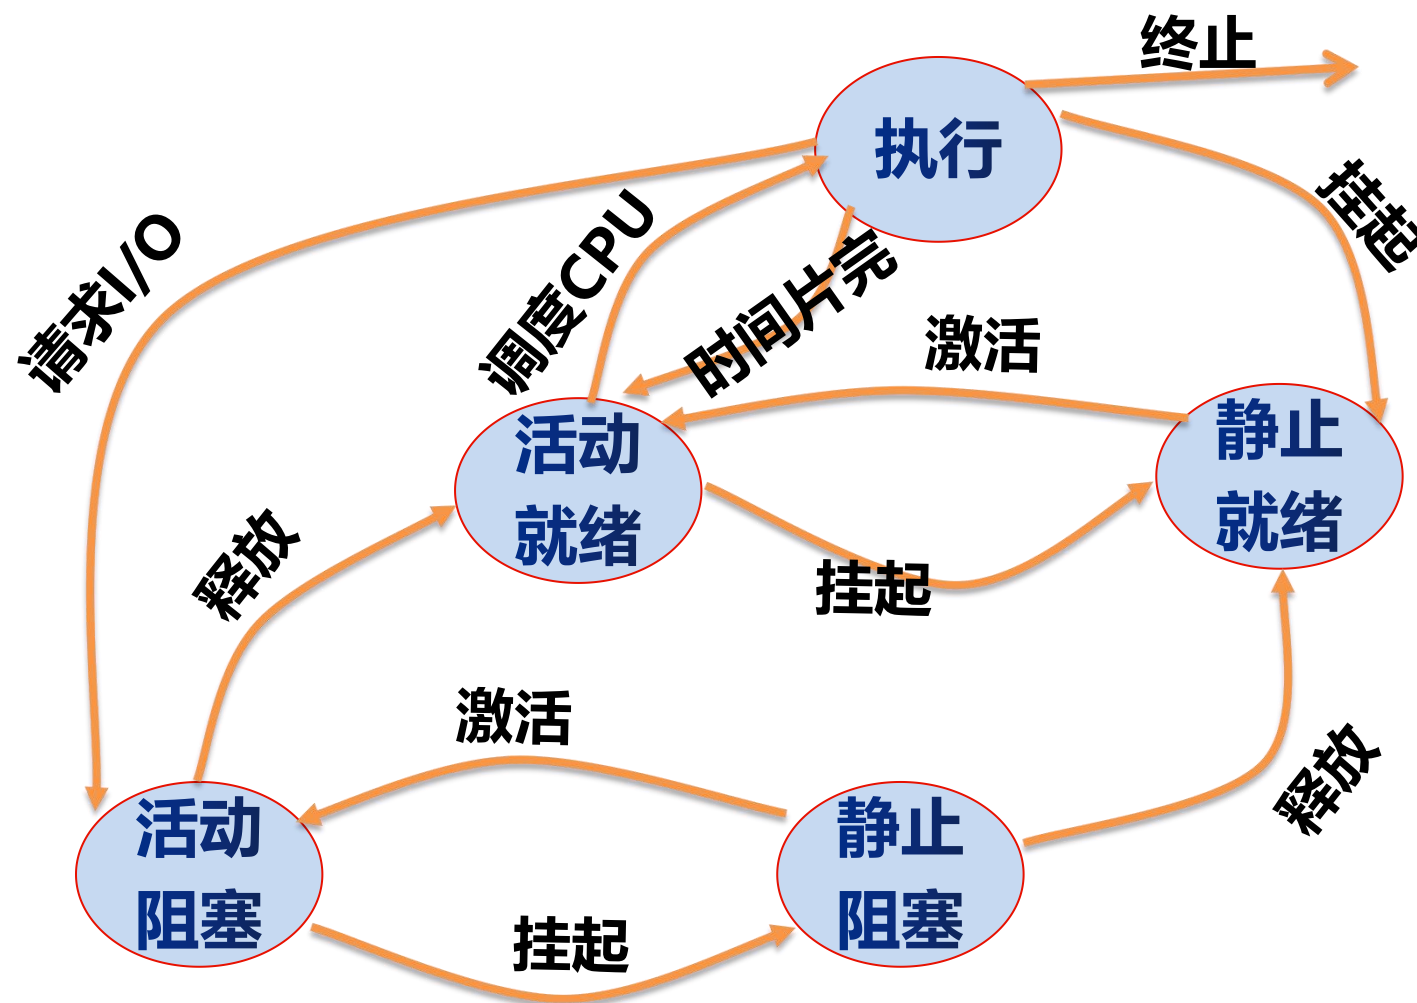 终止
执行
挂起
请求I/O
调度CPU
时间片完
激活
活动
就绪
静止
就绪
挂起
释放
激活
释放
活动
阻塞
静止
阻塞
挂起